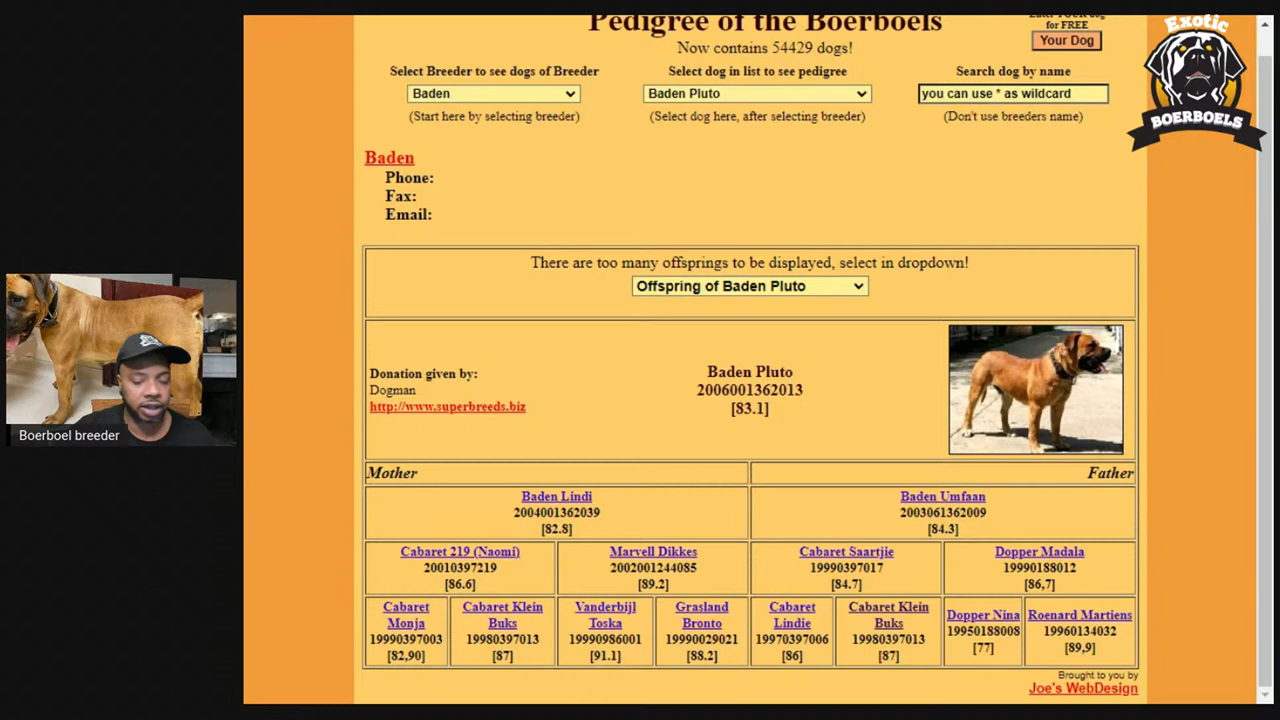 Pedigree of the Boerboels
Now contains 54429 dogs!
for FREE
Your Dog
Exotic
BOERBOELS
Select Breeder to see dogs of Breeder
Baden
(Start here by selecting breeder)
Select dog in list to see pedigree
Baden Pluto
(Select dog here, after selecting breeder)
Search dog by name
you can use * as wildcard
(Don't use breeders name)
Baden
Phone:
Fax:
Email:
There are too many offsprings to be displayed, select in dropdown!
Offspring of Baden Pluto
Donation given by:
Dogman
http://www.superbreeds.biz
Baden Pluto
2006001362013
[83.1]
Boerboel breeder
Mother
Father
Baden Lindi
2004001362039
[82.8]
Baden Umfaan
2003061362009
[84.3]
Cabaret 219 (Naomi)
20010397219
[86.6]
Marvell Dikkes
2002001244085
[89.2]
Cabaret Saartjie
19990397017
[84.7]
Dopper Madala
19990188012
[86,7]
Cabaret
Monja
19990397003
[82,90]
Cabaret Klein
Buks
19980397013
[87]
Vanderbijl
Toska
19990986001
[91.1]
Grasland
Bronto
19990029021
[88.2]
Cabaret
Lindie
19970397006
[86]
Cabaret Klein
Buks
19980397013
[87]
Dopper Nina
19950188008
[77]
Roenard Martiens
19960134032
[89,9]
Brought to you by
Joe's WebDesign